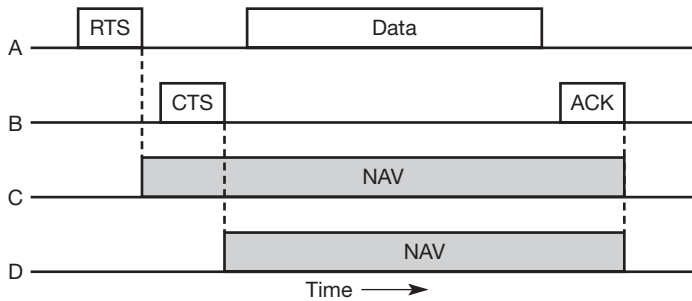 A RTS Data
B CTS ACK
C NAV
D NAV
Time